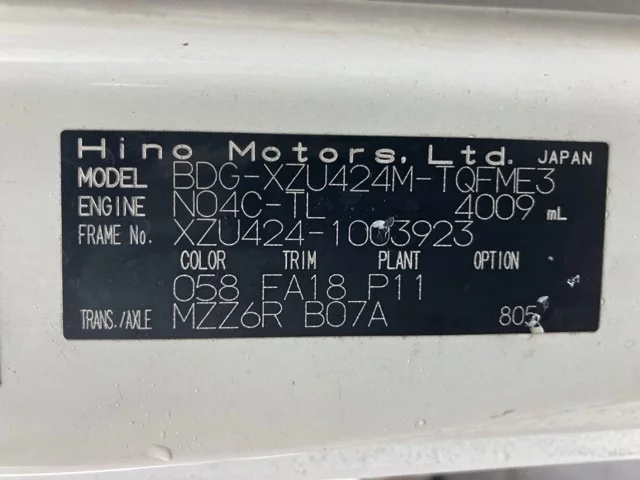 Hino Motors, Ltd. JAPAN
MODEL BDG-XZU424M-TQFME3
ENGINE N04C-TL 4009 mL
FRAME No. XZU424-1003923
COLOR TRIM PLANT OPTION
058 FA18 P11
TRANS./AXLE MZZ6R B07A 805